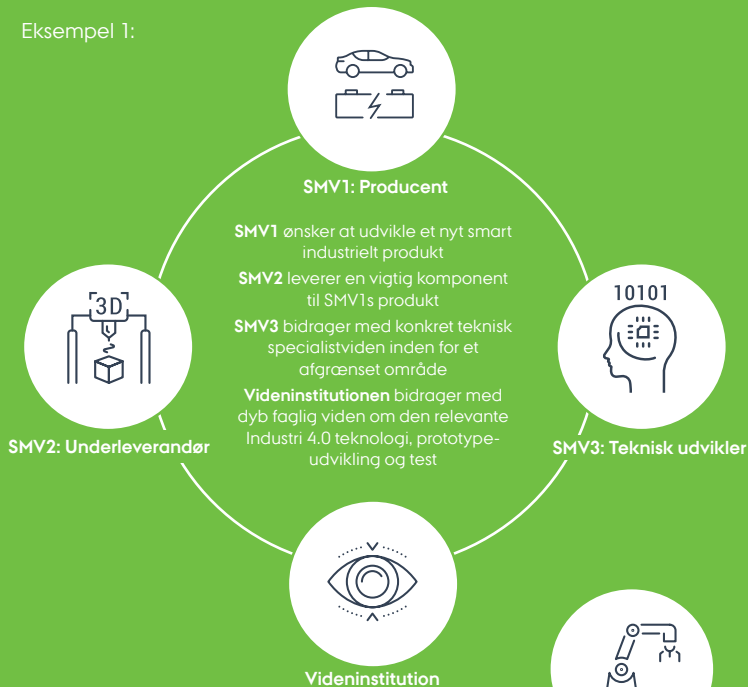 Eksempel 1:
SMV1: Producent
SMV1 ønsker at udvikle et nyt smart
industrielt produkt
SMV2 leverer en vigtig komponent
til SMV1s produkt
SMV3 bidrager med konkret teknisk
specialistviden inden for et
afgrænset område
Videninstitutionen bidrager med
dyb faglig viden om den relevante
Industri 4.0 teknologi, prototype-
udvikling og test
3D
SMV2: Underleverandør
10101
SMV3: Teknisk udvikler
Videninstitution